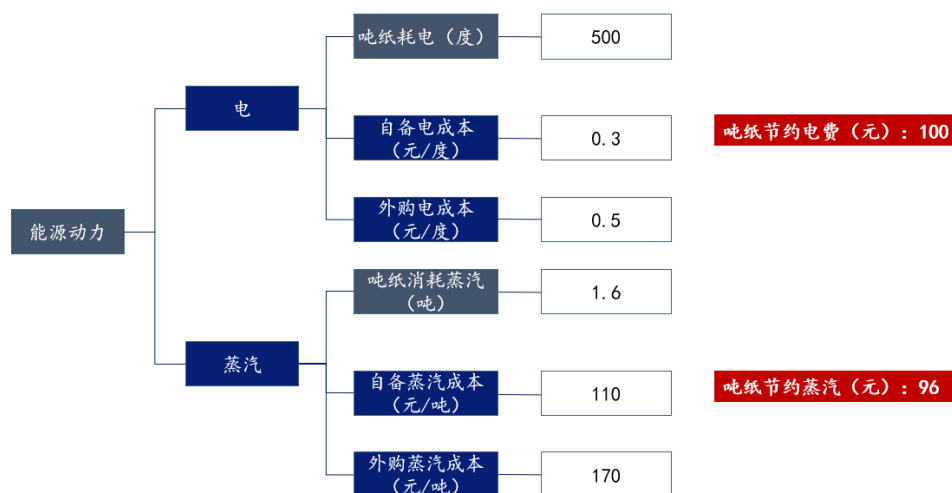 吨纸耗电（度）
500
电
自备电成本
（元/度）
0.3
吨纸节约电费（元）：100
外购电成本
（元/度）
0.5
能源动力
吨纸消耗蒸汽
（吨）
1.6
蒸汽
自备蒸汽成本
（元/吨）
110
吨纸节约蒸汽（元）：96
外购蒸汽成本
（元/吨）
170